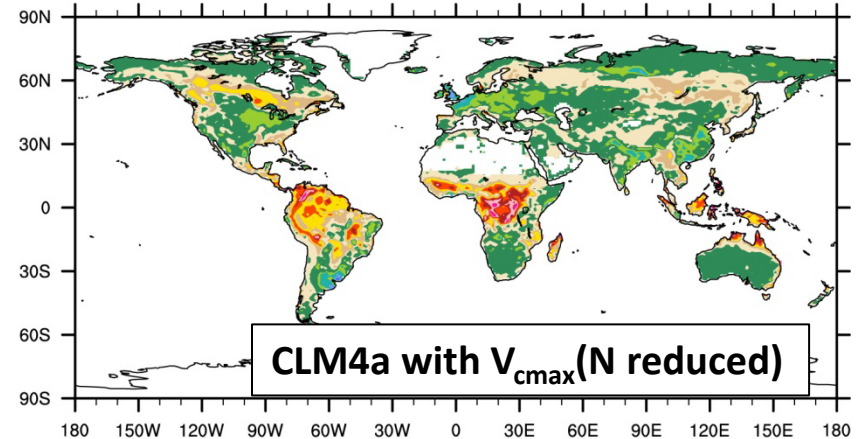 90N
60N
30N
0
30S
60S
90S
CLM4a with Vcmax(N reduced)
180 150W 120W 90W 60W 30W 0 30E 60E 90E 120E 150E 180